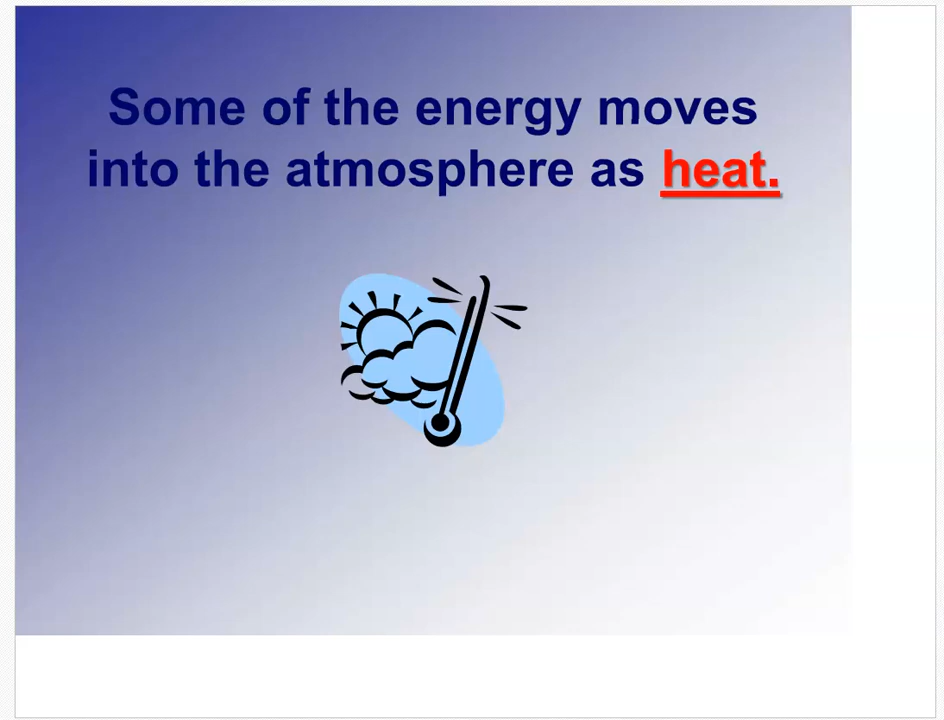 Some of the energy moves
into the atmosphere as heat.